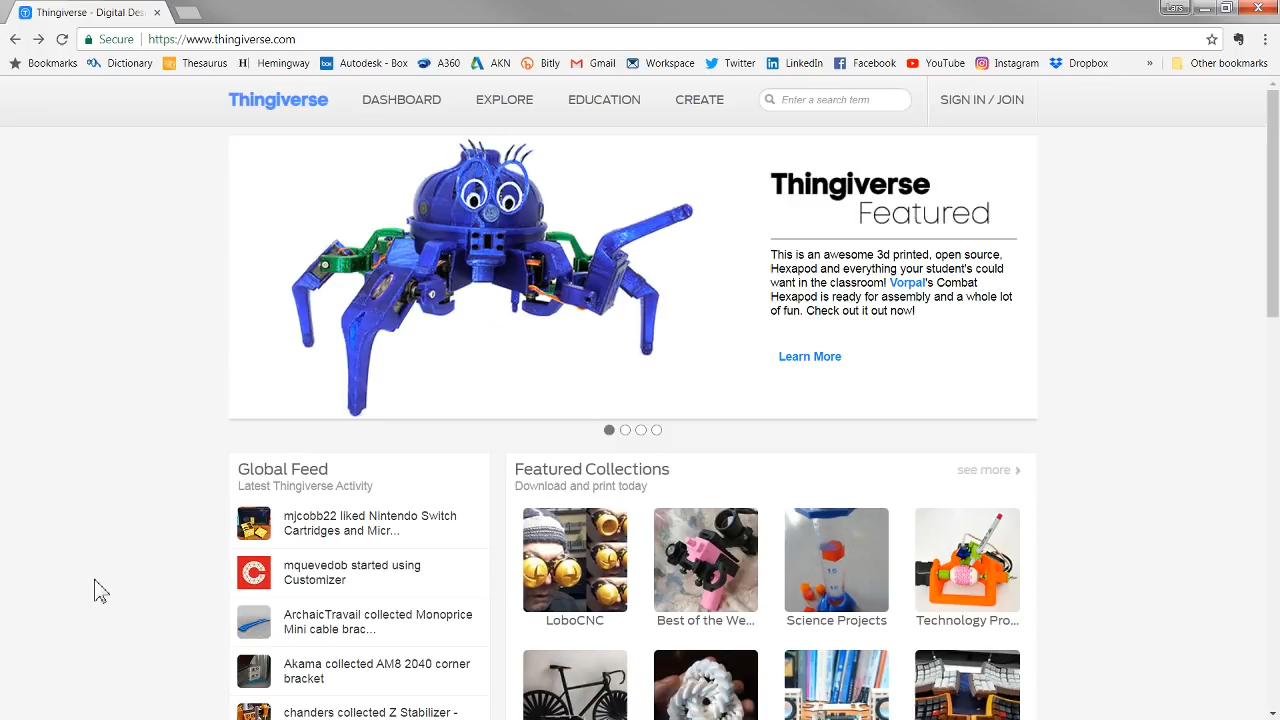 Thingiverse - Digital Des
Lars
Secure https://www.thingiverse.com
Bookmarks Dictionary Thesaurus Hemingway Autodesk - Box A360 AKN Bitly Gmail Workspace Twitter LinkedIn Facebook YouTube Instagram Dropbox » Other bookmarks
Thingiverse DASHBOARD EXPLORE EDUCATION CREATE Enter a search term SIGN IN / JOIN
Thingiverse
Featured
This is an awesome 3d printed, open source,
Hexapod and everything your student's could
want in the classroom! Vorpal's Combat
Hexapod is ready for assembly and a whole lot
of fun. Check out it out now!
Learn More
Global Feed
Latest Thingiverse Activity
mjcobb22 liked Nintendo Switch
Cartridges and Micr...
mquevedob started using
Customizer
ArchaicTravail collected Monoprice
Mini cable brac...
Akama collected AM8 2040 corner
bracket
Featured Collections see more
Download and print today
LoboCNC Best of the We... Science Projects Technology Pro...